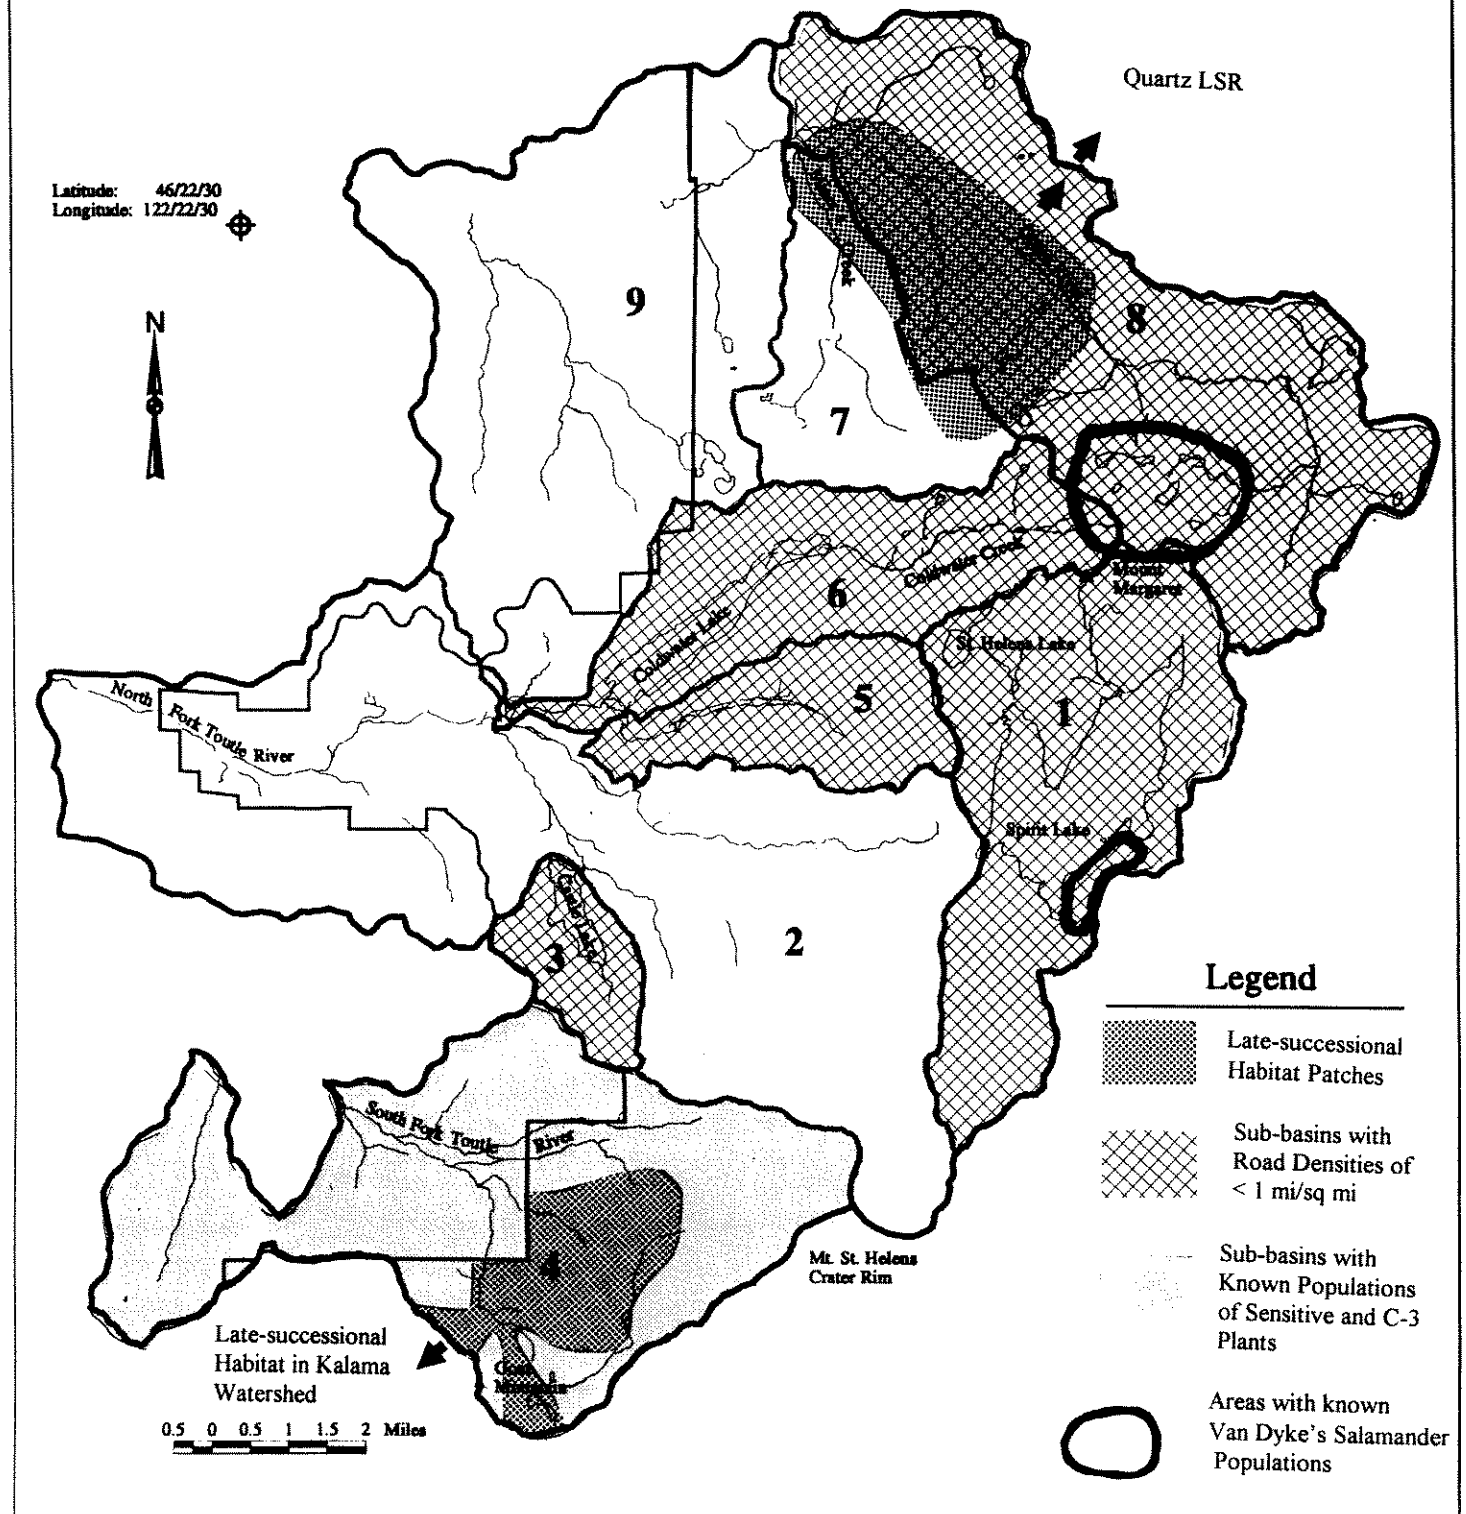 Quartz LSR
Latitude: 46/22/30
Longitude: 122/22/30
N
9
8
7
Creek
Mount
Margaret
Coldwater Creek
6
Coldwater Lake
St. Helens Lake
5
1
North Fork Toutle River
Spirit Lake
Castle Lake
3
2
South Fork Toutle River
4
Mt. St. Helens
Crater Rim
Late-successional
Habitat in Kalama
Watershed
Goat
Mountain
0.5 0 0.5 1 1.5 2 Miles
Legend
Late-successional
Habitat Patches
Sub-basins with
Road Densities of
< 1 mi/sq mi
Sub-basins with
Known Populations
of Sensitive and C-3
Plants
Areas with known
Van Dyke's Salamander
Populations